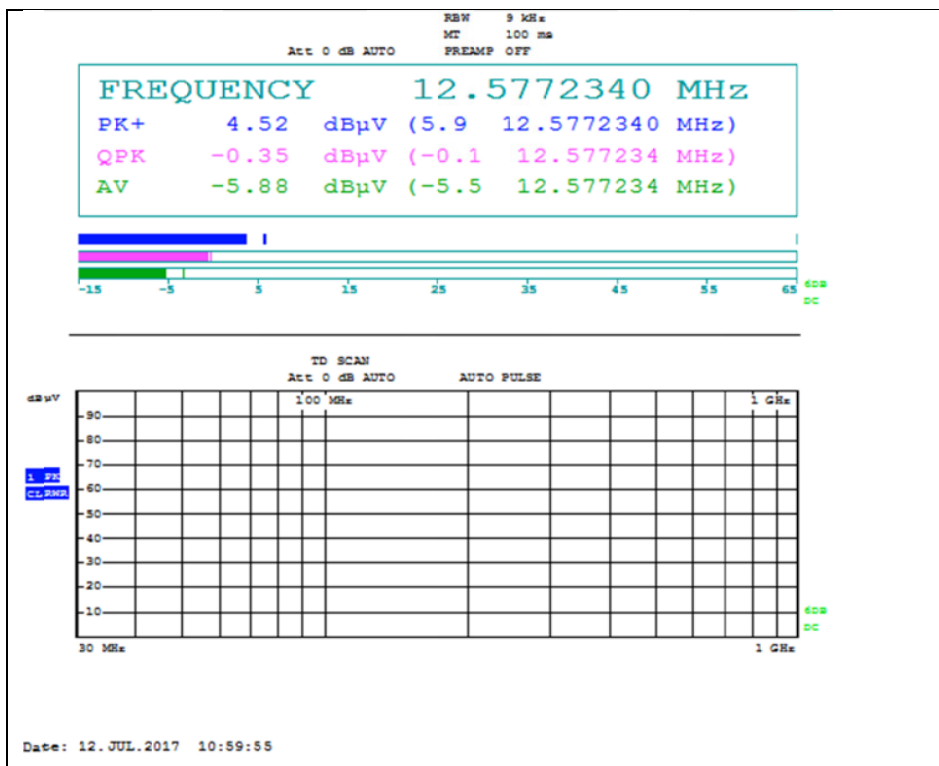 RBW 9 kHz
MT 100 ms
Att 0 dB AUTO PREAMP OFF
FREQUENCY 12.5772340 MHz
PK+ 4.52 dBµV (5.9 12.5772340 MHz)
QPK -0.35 dBµV (-0.1 12.577234 MHz)
AV -5.88 dBµV (-5.5 12.577234 MHz)
-15 -5 5 15 25 35 45 55 65
6DB
DC
TD SCAN
Att 0 dB AUTO AUTO PULSE
dBµV
100 MHz 1 GHz
90
80
70
1 PK
60
CLRWR
50
40
30
20
10
6DB
DC
30 MHz 1 GHz
Date: 12.JUL.2017 10:59:55